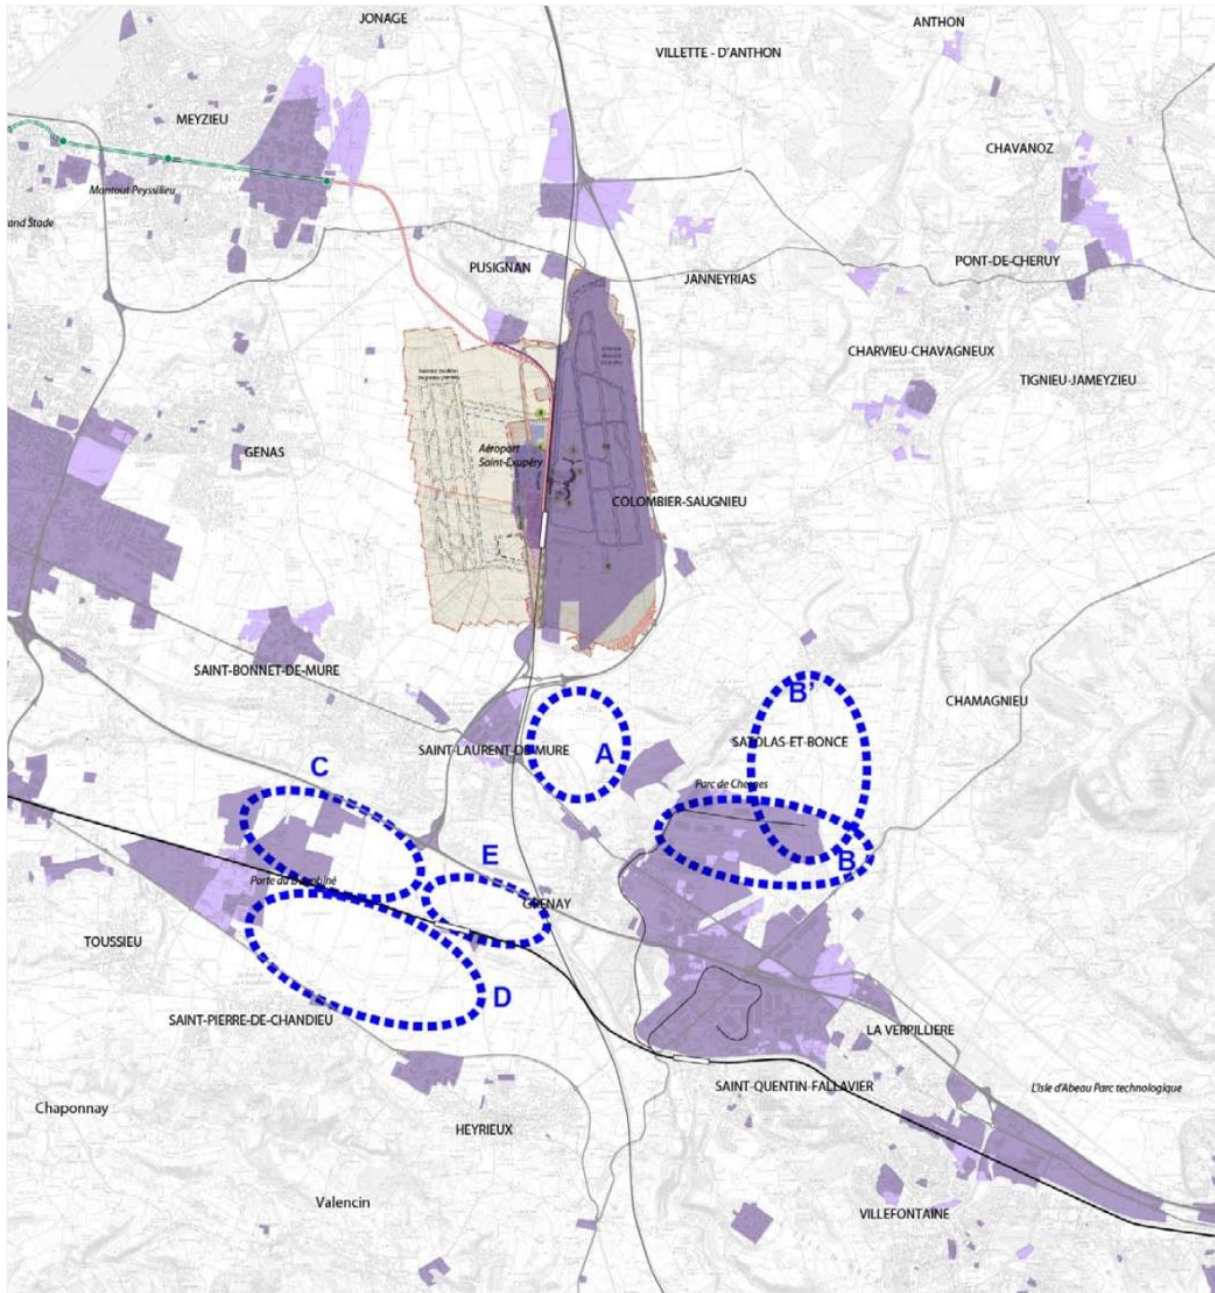 JONAGE
ANTHON
VILLETTE - D'ANTHON
MEYZIEU
CHAVANOZ
Montout Peyssilieu
and Stade
PONT-DE-CHERUY
PUSIGNAN
JANNEYRIAS
CHARVIEU-CHAVAGNEUX
TIGNIEU-JAMEYZIEU
GENAS
Aéroport
Saint-Exupéry
COLOMBIER-SAUGNIEU
SAINT-BONNET-DE-MURE
B'
CHAMAGNIEU
SATOLAS-ET-BONCE
SAINT-LAURENT-DE-MURE
A
C
Parc de Chesnes
E
B
Porte du Dauphiné
GRENAY
TOUSSIEU
D
SAINT-PIERRE-DE-CHANDIEU
LA VERPILLIERE
SAINT-QUENTIN-FALLAVIER
L'Isle d'Abeau Parc technologique
Chaponnay
HEYRIEUX
Valencin
VILLEFONTAINE